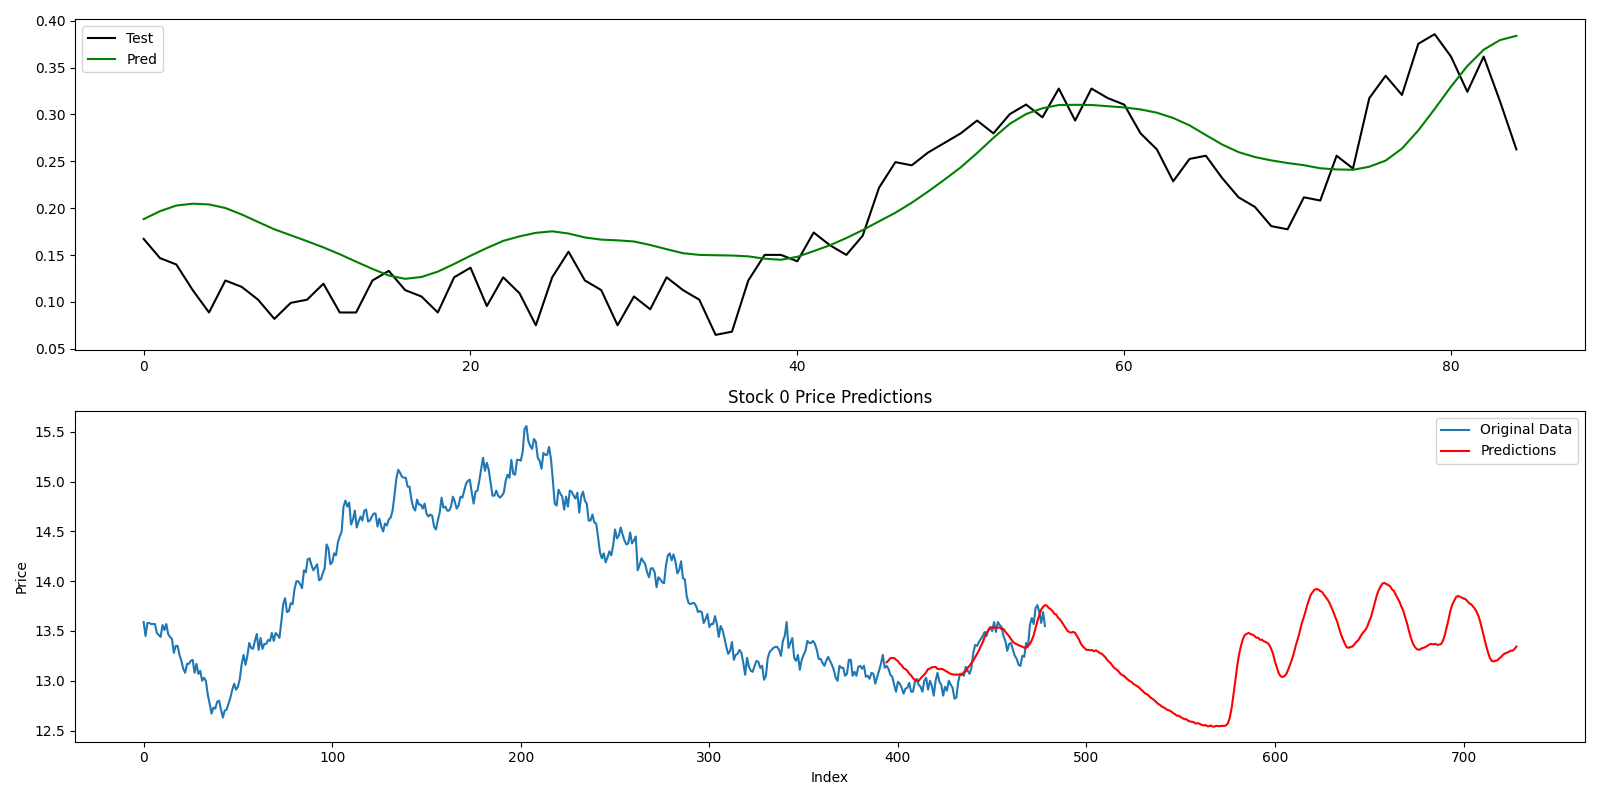 0.40
0.35
0.30
0.25
0.20
0.15
0.10
0.05
Test
Pred
0 20 40 60 80
Stock 0 Price Predictions
15.5
15.0
14.5
14.0
13.5
13.0
12.5
Price
Original Data
Predictions
0 100 200 300 400 500 600 700
Index